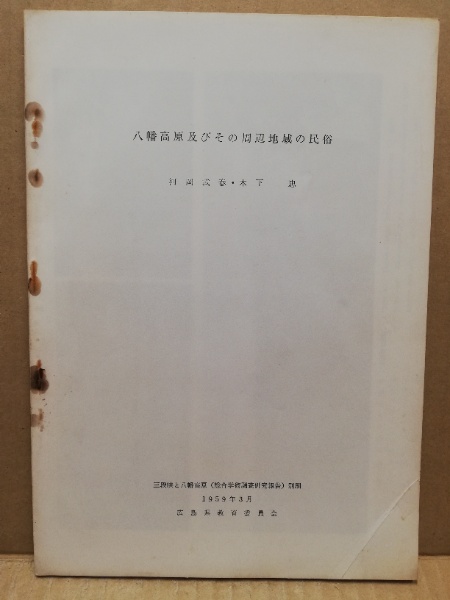 八幡高原及びその周辺地域の民俗
村岡浅夫・木下 忠
三段峡と八幡高原(総合学術調査研究報告)別刷
1959年3月
広島県教育委員会